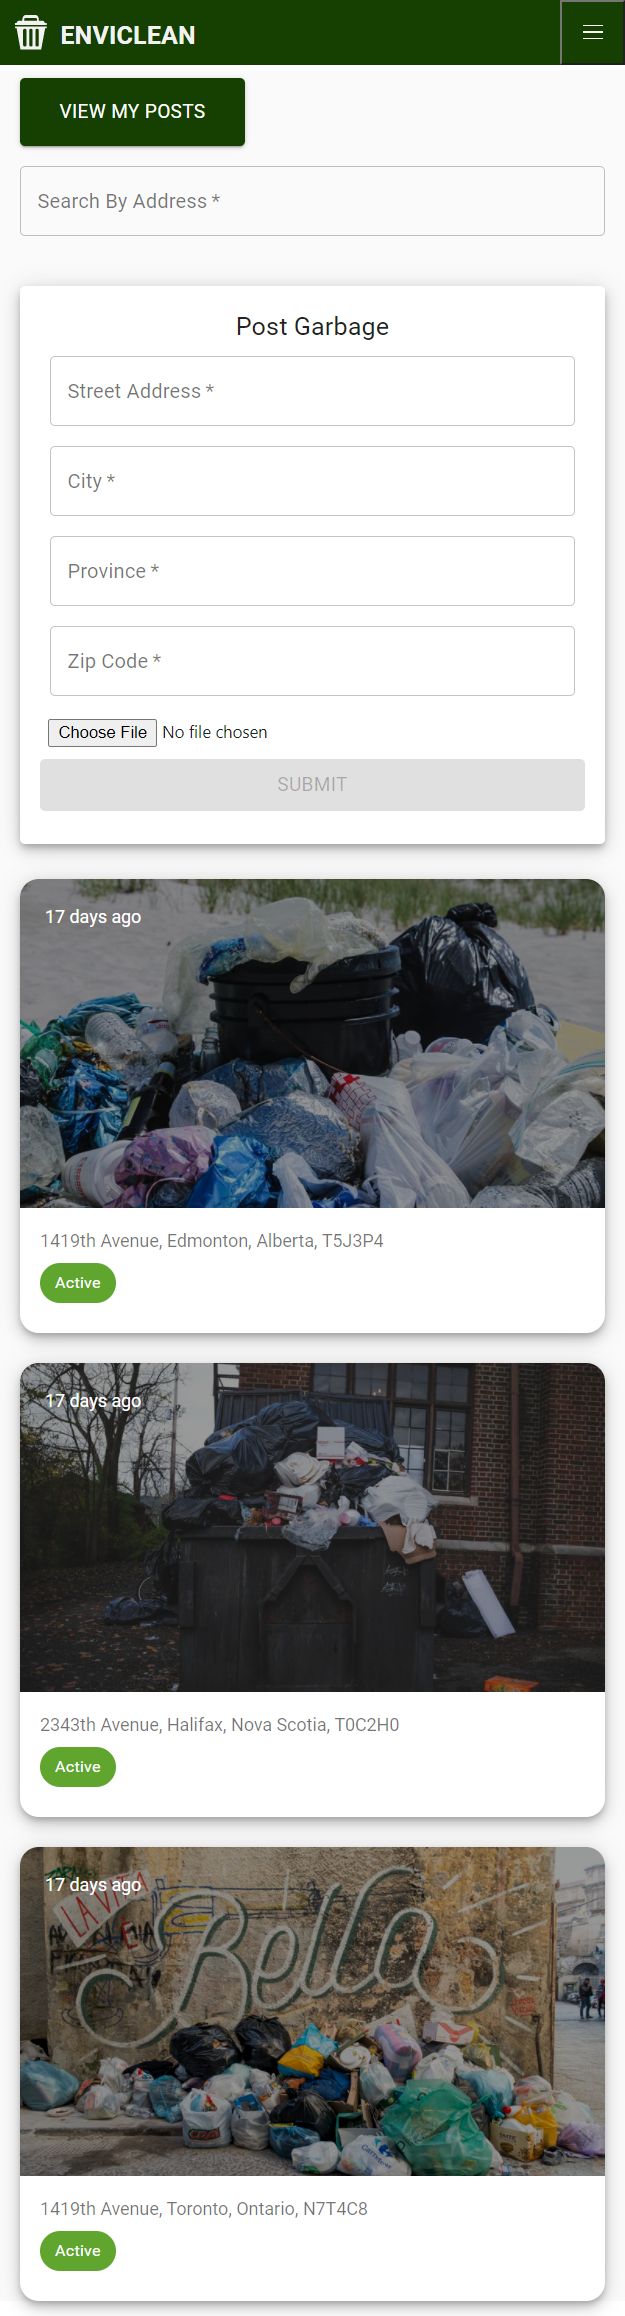 ENVICLEAN
VIEW MY POSTS
Search By Address *
Post Garbage
Street Address *
City *
Province *
Zip Code *
Choose File No file chosen
SUBMIT
17 days ago
1419th Avenue, Edmonton, Alberta, T5J3P4
Active
17 days ago
2343th Avenue, Halifax, Nova Scotia, T0C2H0
Active
17 days ago
LA VITA
Bella
1419th Avenue, Toronto, Ontario, N7T4C8
Active